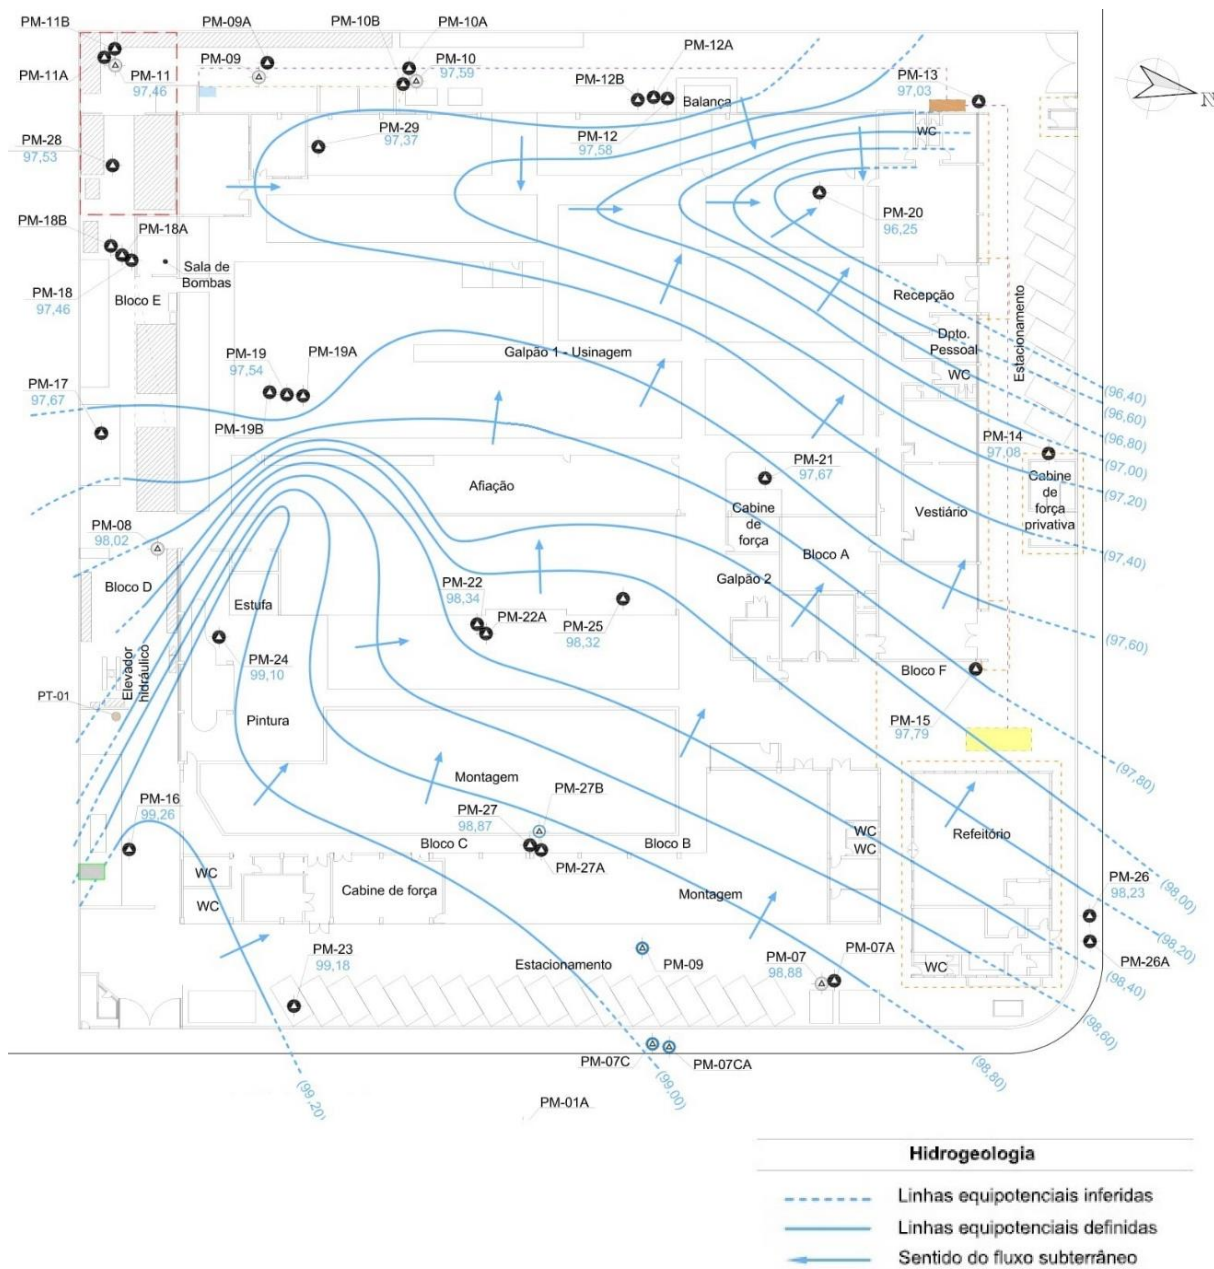 PM-11B
PM-09A
PM-10B
PM-10A
PM-12A
PM-11A
PM-11
97,46
PM-09
PM-10
97,59
PM-12B
PM-13
97,03
N
Balança
WC
PM-28
97,53
PM-29
97,37
PM-12
97,58
PM-20
96,25
PM-18B
PM-18A
Sala de
Bombas
PM-18
97,46
Bloco E
Recepção
Estacionamento
Dpto.
Pessoal
WC
PM-19
97,54
PM-19A
Galpão 1 - Usinagem
PM-17
97,67
PM-19B
(96,40)
(96,60)
(96,80)
(97,00)
(97,20)
(97,40)
(97,60)
PM-14
97,08
PM-21
97,67
Afiação
Cabine
de
força
Vestiário
Cabine
de
força
privativa
PM-08
98,02
Bloco D
Bloco A
Galpão 2
Estufa
PM-22
98,34
PM-22A
PM-25
98,32
PM-24
99,10
Elevador
hidráulico
PT-01
Bloco F
Pintura
PM-15
97,79
(97,80)
Montagem
PM-16
99,26
PM-27B
PM-27
98,87
Refeitório
Bloco C
Bloco B
WC
WC
PM-27A
WC
WC
Cabine de força
Montagem
PM-26
98,23
(98,00)
(98,20)
(98,40)
(98,60)
(98,80)
(99,00)
(99,20)
PM-23
99,18
Estacionamento
PM-09
PM-07
98,88
PM-07A
WC
PM-26A
PM-07C
PM-07CA
PM-01A
Hidrogeologia
Linhas equipotenciais inferidas
Linhas equipotenciais definidas
Sentido do fluxo subterrâneo